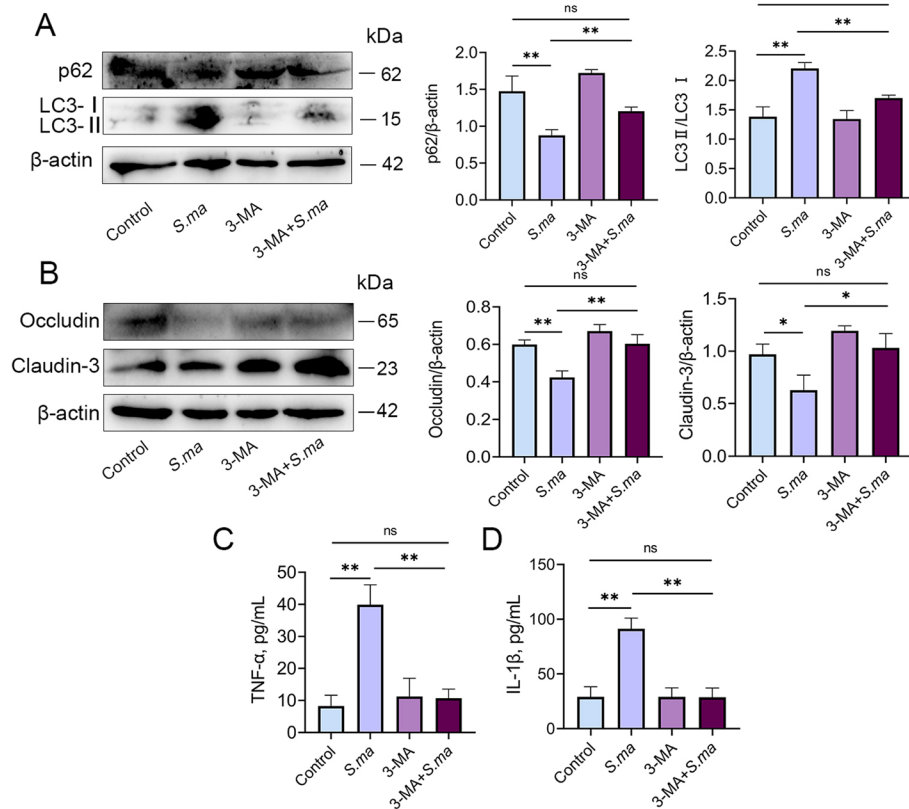 A
kDa
p62
62
LC3- I
LC3- II
15
β-actin
42
Control
S.ma
3-MA
3-MA+S.ma
ns
**
**
p62/β-actin
2.0
1.5
1.0
0.5
0.0
Control
S.ma
3-MA
3-MA+S.ma
**
**
LC3 II/LC3 I
2.5
2.0
1.5
1.0
0.5
0.0
Control
S.ma
3-MA
3-MA+S.ma
B
kDa
Occludin
65
Claudin-3
23
β-actin
42
Control
S.ma
3-MA
3-MA+S.ma
ns
**
**
Occludin/β-actin
0.8
0.6
0.4
0.2
0.0
Control
S.ma
3-MA
3-MA+S.ma
ns
*
*
Claudin-3/β-actin
1.5
1.0
0.5
0.0
Control
S.ma
3-MA
3-MA+S.ma
C
ns
**
**
TNF-α, pg/mL
50
40
30
20
10
0
Control
S.ma
3-MA
3-MA+S.ma
D
ns
**
**
IL-1β, pg/mL
150
100
50
0
Control
S.ma
3-MA
3-MA+S.ma